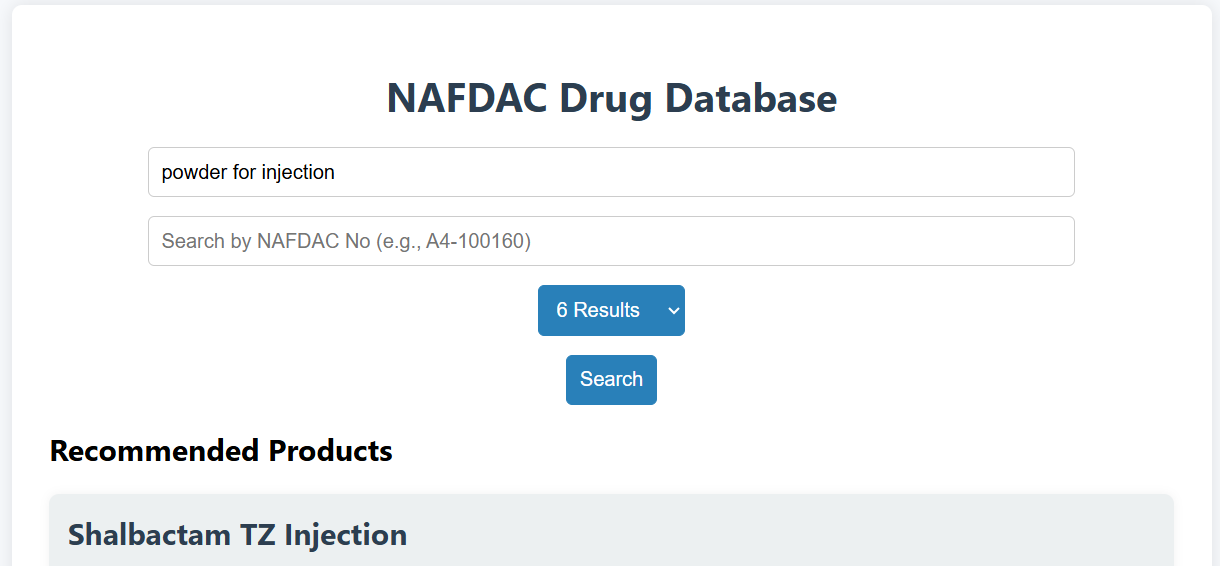 NAFDAC Drug Database
powder for injection
Search by NAFDAC No (e.g., A4-100160)
6 Results
Search
Recommended Products
Shalbactam TZ Injection